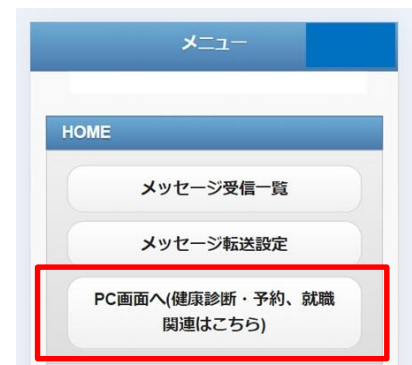 メニュー
HOME
メッセージ受信一覧
メッセージ転送設定
PC画面へ(健康診断・予約、就職
関連はこちら)